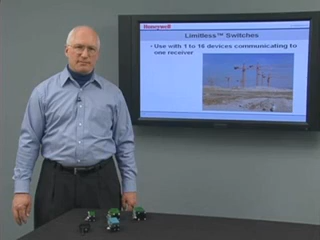 Honeywell
Limitless™ Switches
• Use with 1 to 16 devices communicating to
one receiver